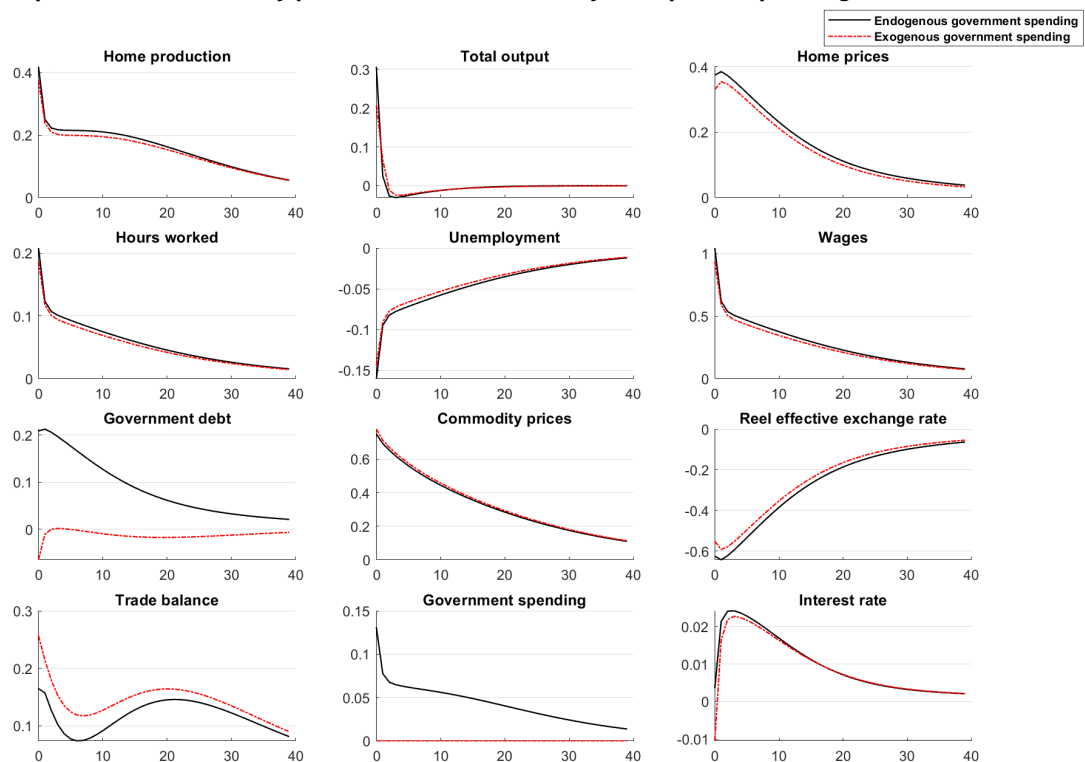 Endogenous government spending
Exogenous government spending
Home production
0.4
0.2
0
0 10 20 30 40
Total output
0.3
0.2
0.1
0
0 10 20 30 40
Home prices
0.4
0.2
0
0 10 20 30 40
Hours worked
0.2
0.1
0
0 10 20 30 40
Unemployment
0
-0.05
-0.1
-0.15
0 10 20 30 40
Wages
1
0.5
0
0 10 20 30 40
Government debt
0.2
0.1
0
0 10 20 30 40
Commodity prices
0.6
0.4
0.2
0
0 10 20 30 40
Reel effective exchange rate
0
-0.2
-0.4
-0.6
0 10 20 30 40
Trade balance
0.3
0.2
0.1
0 10 20 30 40
Government spending
0.15
0.1
0.05
0
0 10 20 30 40
Interest rate
0.02
0.01
0
-0.01
0 10 20 30 40